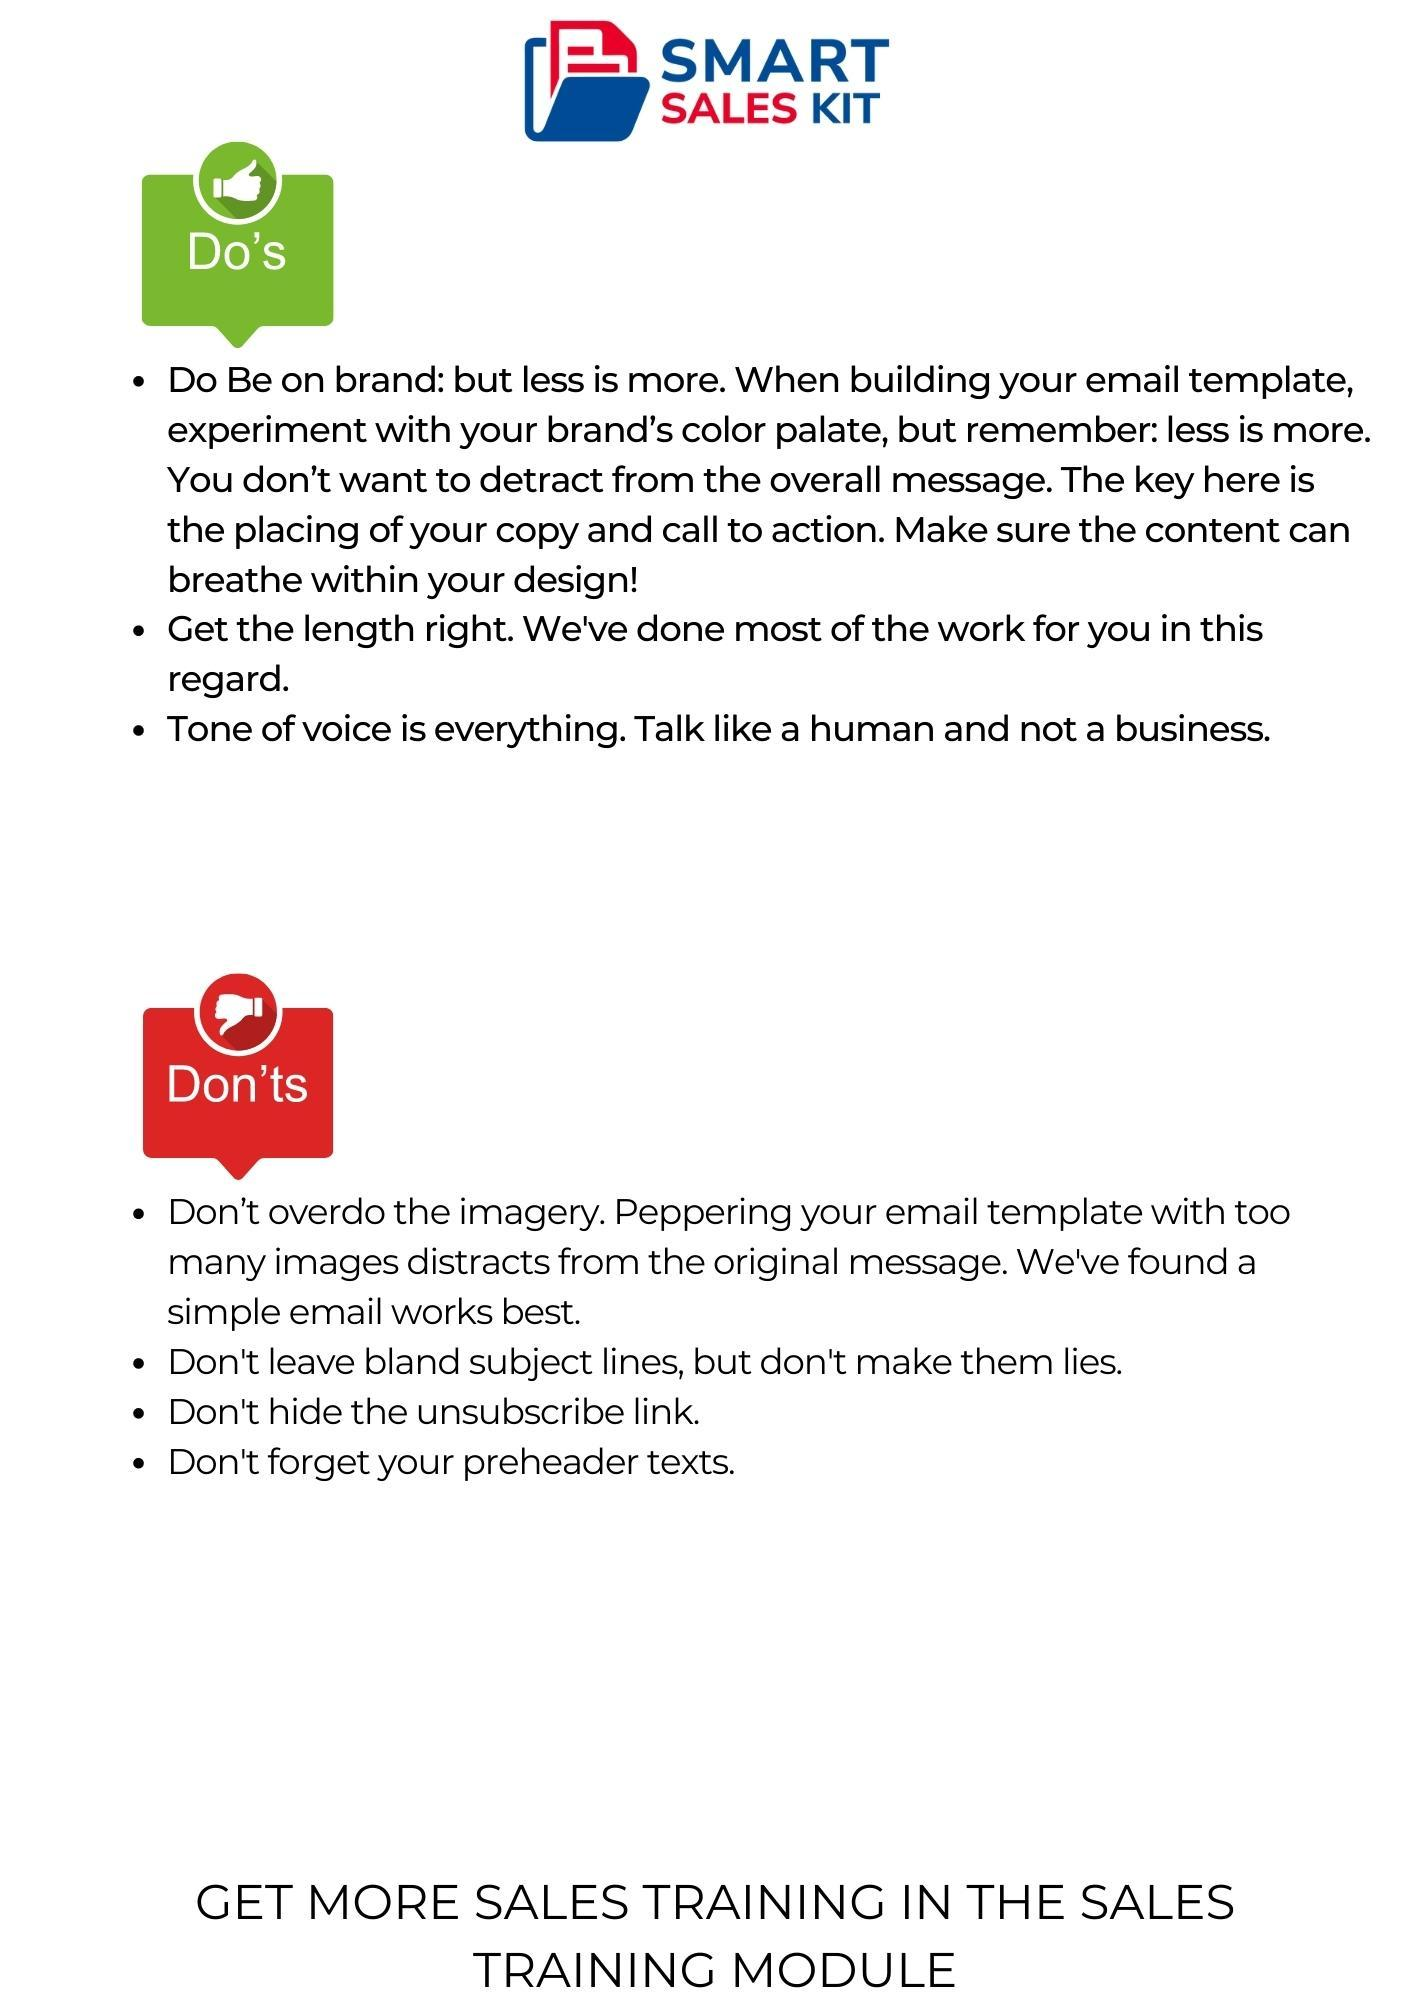 SMART
SALES KIT
Do’s
• Do Be on brand: but less is more. When building your email template,
experiment with your brand’s color palate, but remember: less is more.
You don’t want to detract from the overall message. The key here is
the placing of your copy and call to action. Make sure the content can
breathe within your design!
• Get the length right. We've done most of the work for you in this
regard.
• Tone of voice is everything. Talk like a human and not a business.
Don’ts
• Don’t overdo the imagery. Peppering your email template with too
many images distracts from the original message. We've found a
simple email works best.
• Don't leave bland subject lines, but don't make them lies.
• Don't hide the unsubscribe link.
• Don't forget your preheader texts.
GET MORE SALES TRAINING IN THE SALES
TRAINING MODULE